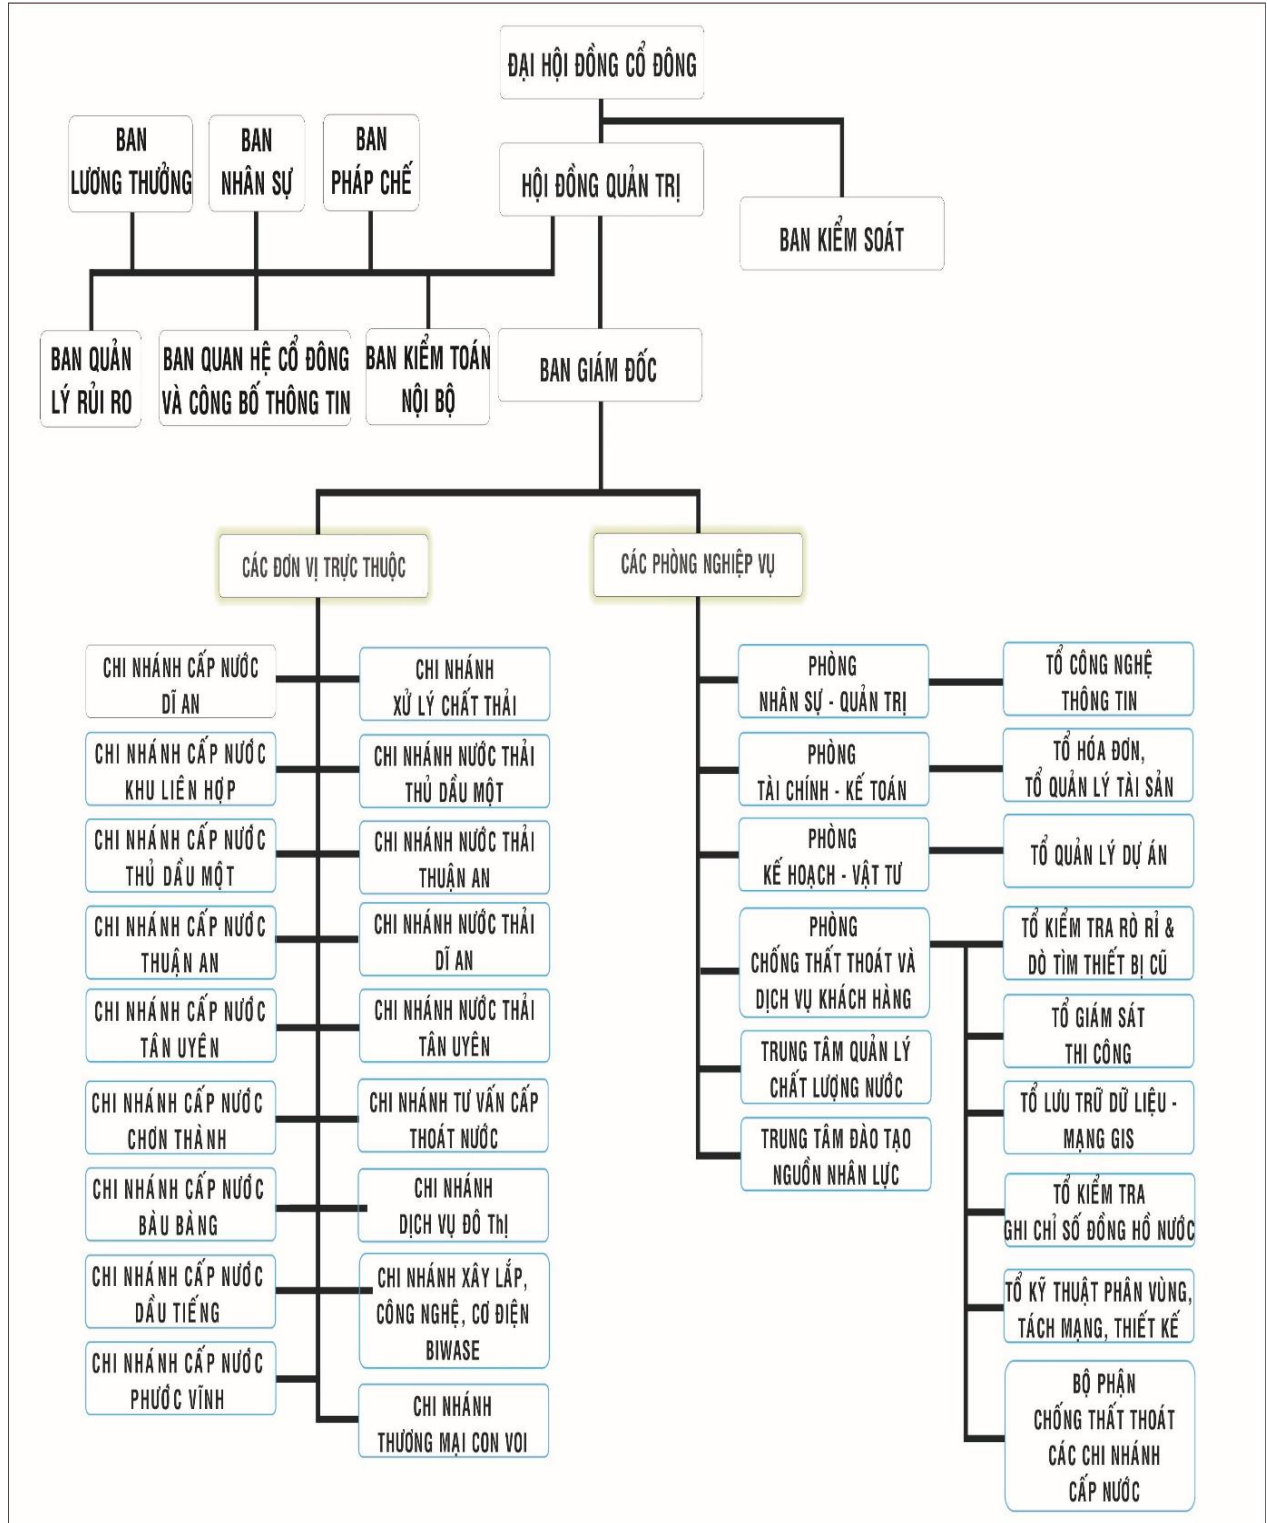 ĐẠI HỘI ĐỒNG CỔ ĐÔNG
BAN
LƯƠNG THƯỞNG
BAN
NHÂN SỰ
BAN
PHÁP CHẾ
HỘI ĐỒNG QUẢN TRỊ
BAN KIỂM SOÁT
BAN QUẢN
LÝ RỦI RO
BAN QUAN HỆ CỔ ĐÔNG
VÀ CÔNG BỐ THÔNG TIN
BAN KIỂM TOÁN
NỘI BỘ
BAN GIÁM ĐỐC
CÁC ĐƠN VỊ TRỰC THUỘC
CÁC PHÒNG NGHIỆP VỤ
CHI NHÁNH CẤP NƯỚC
DĨ AN
CHI NHÁNH CẤP NƯỚC
KHU LIÊN HỢP
CHI NHÁNH CẤP NƯỚC
THỦ DẦU MỘT
CHI NHÁNH CẤP NƯỚC
THUẬN AN
CHI NHÁNH CẤP NƯỚC
TÂN UYÊN
CHI NHÁNH CẤP NƯỚC
CHƠN THÀNH
CHI NHÁNH CẤP NƯỚC
BÀU BÀNG
CHI NHÁNH CẤP NƯỚC
DẦU TIẾNG
CHI NHÁNH CẤP NƯỚC
PHƯỚC VĨNH
CHI NHÁNH
XỬ LÝ CHẤT THẢI
CHI NHÁNH NƯỚC THẢI
THỦ DẦU MỘT
CHI NHÁNH NƯỚC THẢI
THUẬN AN
CHI NHÁNH NƯỚC THẢI
DĨ AN
CHI NHÁNH NƯỚC THẢI
TÂN UYÊN
CHI NHÁNH TƯ VẤN CẤP
THOÁT NƯỚC
CHI NHÁNH
DỊCH VỤ ĐÔ Thị
CHI NHÁNH XÂY LẮP,
CÔNG NGHỆ, CƠ ĐIỆN
BIWASE
CHI NHÁNH
THƯƠNG MẠI CON VOI
PHÒNG
NHÂN SỰ - QUẢN TRỊ
PHÒNG
TÀI CHÍNH - KẾ TOÁN
PHÒNG
KẾ HOẠCH - VẬT TƯ
PHÒNG
CHỐNG THẤT THOÁT VÀ
DỊCH VỤ KHÁCH HÀNG
TRUNG TÂM QUẢN LÝ
CHẤT LƯỢNG NƯỚC
TRUNG TÂM ĐÀO TẠO
NGUỒN NHÂN LỰC
TỔ CÔNG NGHỆ
THÔNG TIN
TỔ HÓA ĐƠN,
TỔ QUẢN LÝ TÀI SẢN
TỔ QUẢN LÝ DỰ ÁN
TỔ KIỂM TRA RÒ RỈ &
DÒ TÌM THIẾT BỊ CŨ
TỔ GIÁM SÁT
THI CÔNG
TỔ LƯU TRỮ DỮ LIỆU -
MẠNG GIS
TỔ KIỂM TRA
GHI CHỈ SỐ ĐỒNG HỒ NƯỚC
TỔ KỸ THUẬT PHÂN VÙNG,
TÁCH MẠNG, THIẾT KẾ
BỘ PHẬN
CHỐNG THẤT THOÁT
CÁC CHI NHÁNH
CẤP NƯỚC